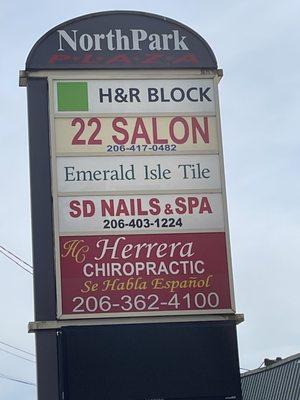 NorthPark
PLAZA
H&R BLOCK
22 SALON
206-417-0482
Emerald Isle Tile
SD NAILS & SPA
206-403-1224
HC Herrera
CHIROPRACTIC
Se Habla Español
206-362-4100